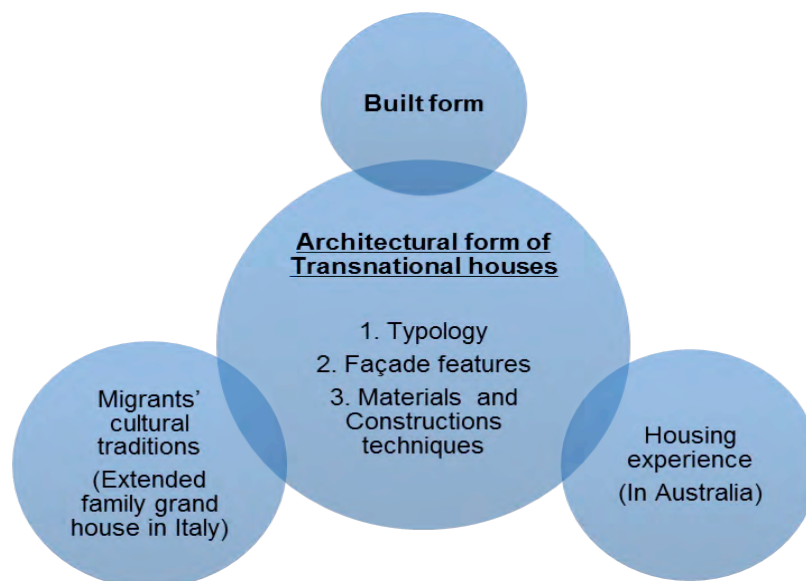 Built form
Architectural form of
Transnational houses
1. Typology
2. Façade features
3. Materials and
Constructions
techniques
Migrants’
cultural
traditions
(Extended
family grand
house in Italy)
Housing
experience
(In Australia)